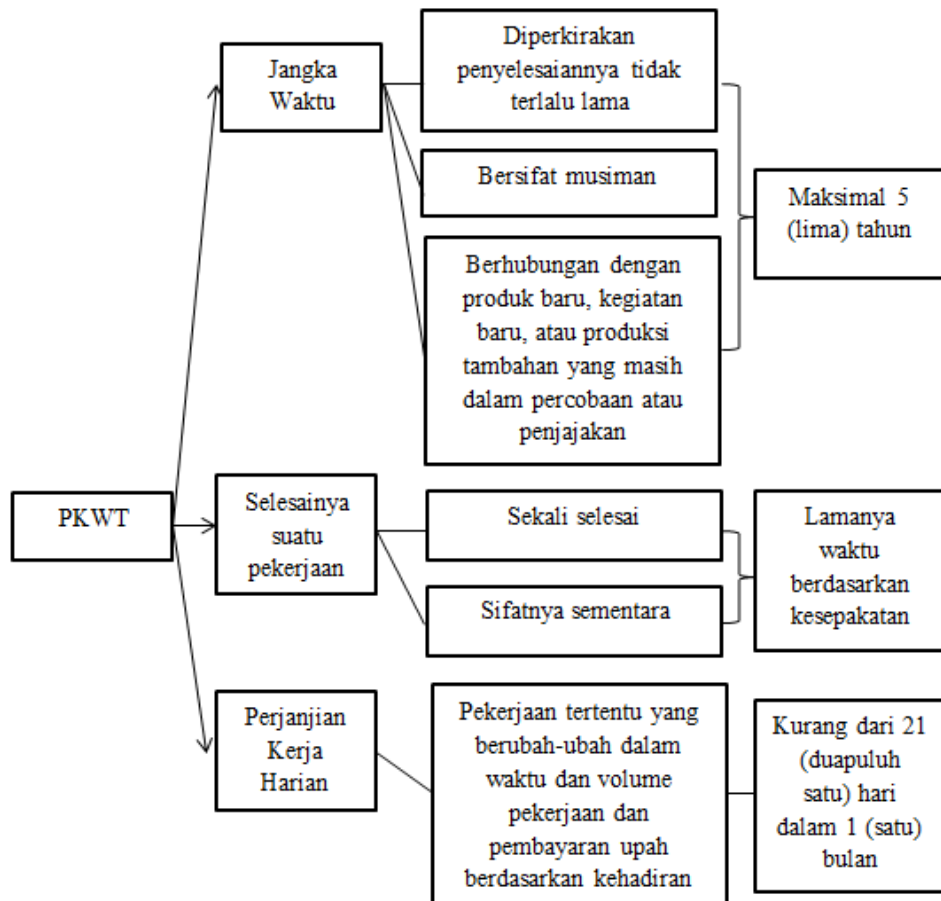 Jangka
Waktu
Diperkirakan
penyelesaiannya tidak
terlalu lama
Bersifat musiman
Berhubungan dengan
produk baru, kegiatan
baru, atau produksi
tambahan yang masih
dalam percobaan atau
penjajakan
Maksimal 5
(lima) tahun
PKWT
Selesainya
suatu
pekerjaan
Sekali selesai
Sifatnya sementara
Lamanya
waktu
berdasarkan
kesepakatan
Perjanjian
Kerja
Harian
Pekerjaan tertentu yang
berubah-ubah dalam
waktu dan volume
pekerjaan dan
pembayaran upah
berdasarkan kehadiran
Kurang dari 21
(duapuluh
satu) hari
dalam 1 (satu)
bulan